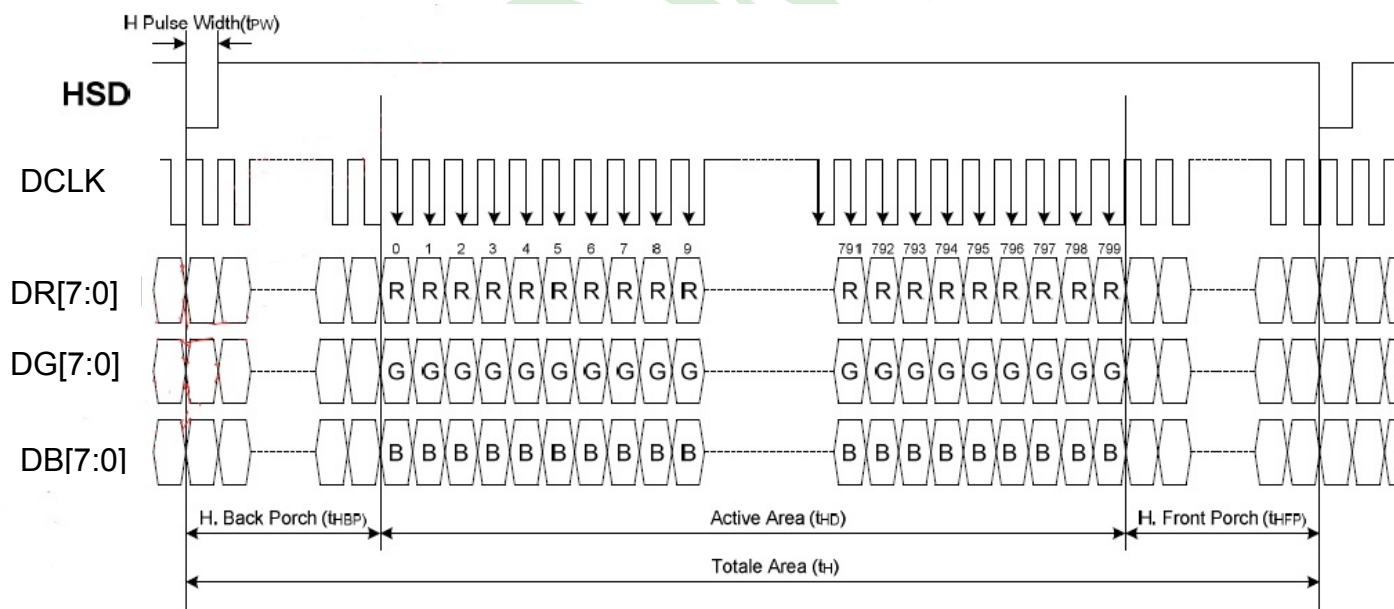 H Pulse Width(tPW)
HSD
DCLK
0 1 2 3 4 5 6 7 8 9 791 792 793 794 795 796 797 798 799
DR[7:0] R R R R R R R R R R R R R R R R R R R
DG[7:0] G G G G G G G G G G G G G G G G G G G
DB[7:0] B B B B B B B B B B B B B B B B B B B
H. Back Porch (tHBP) Active Area (tHD) H. Front Porch (tHFP)
Totale Area (tH)